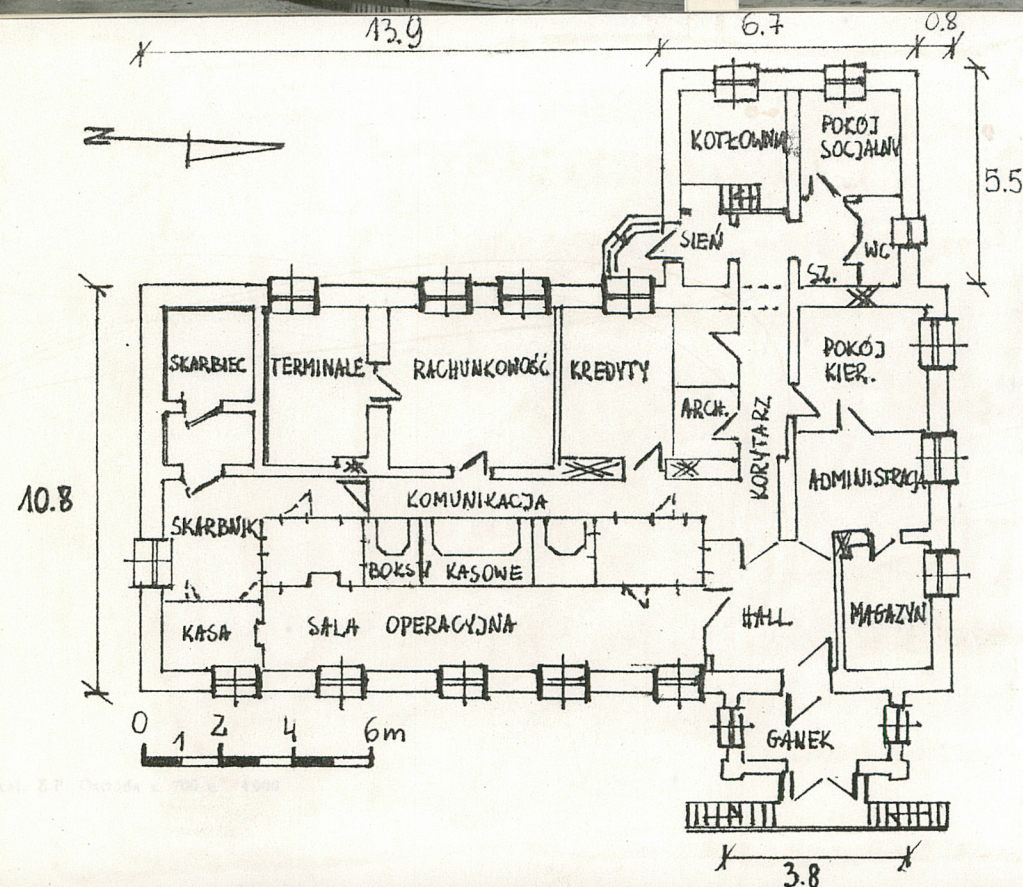 13.9
6.7
0.8
N
KOTŁOWNIA
POKÓJ
SOCJALNY
5.5
SIEŃ
WC
SZ.
SKARBIEC
TERMINALE
RACHUNKOWOŚĆ
KREDYTY
POKÓJ
KIER.
ARCH.
KORYTARZ
10.8
KOMUNIKACJA
ADMINISTRACJA
SKARBNIK
BOKSY
KASOWE
KASA
SALA OPERACYJNA
HALL
MAGAZYN
0 1 2 4 6m
GANEK
3.8